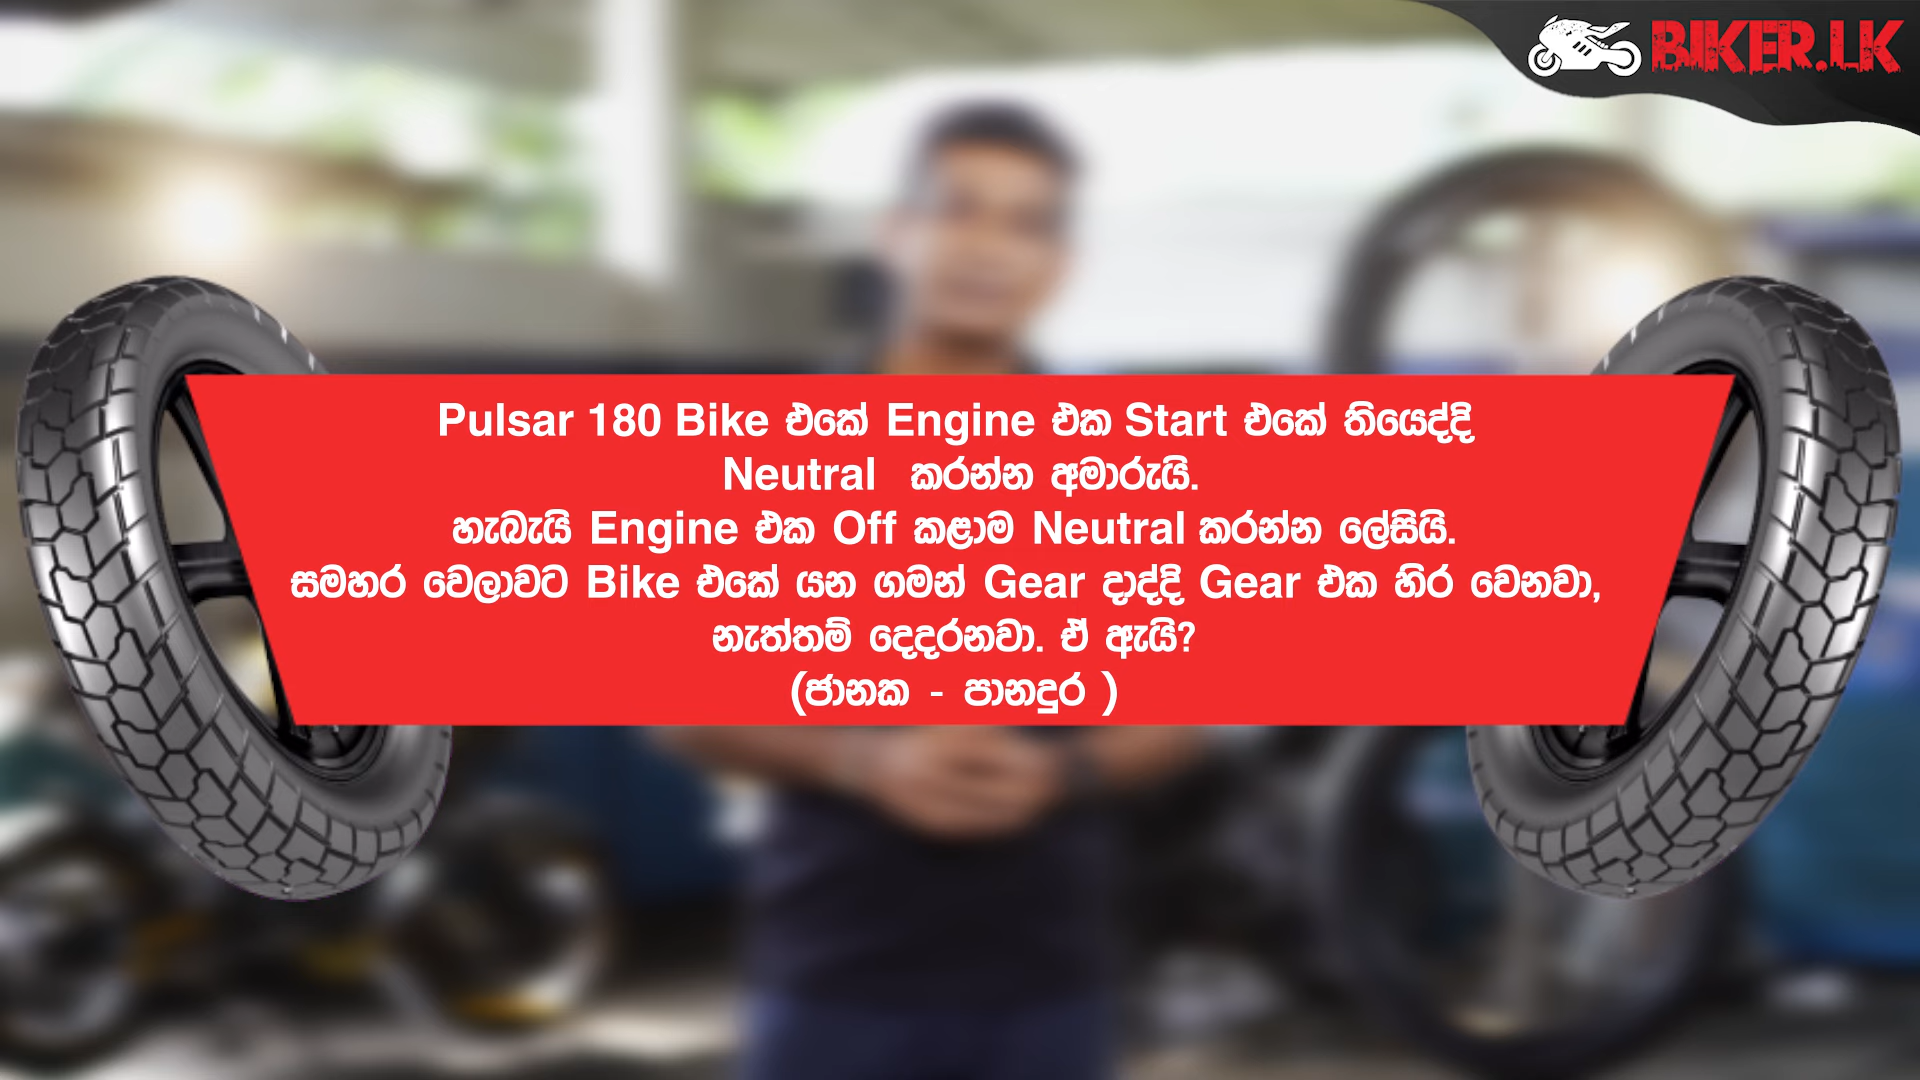 BIKER.LK
Pulsar 180 Bike එකේ Engine එක Start එකේ තියෙද්දි
Neutral කරන්න අමාරුයි.
හැබැයි Engine එක Off කළාම Neutral කරන්න ලේසියි.
සමහර වෙලාවට Bike එකේ යන ගමන් Gear දාද්දි Gear එක හිර වෙනවා,
නැත්තම් දෙදරනවා. ඒ ඇයි?
(ජානක - පානදුර )